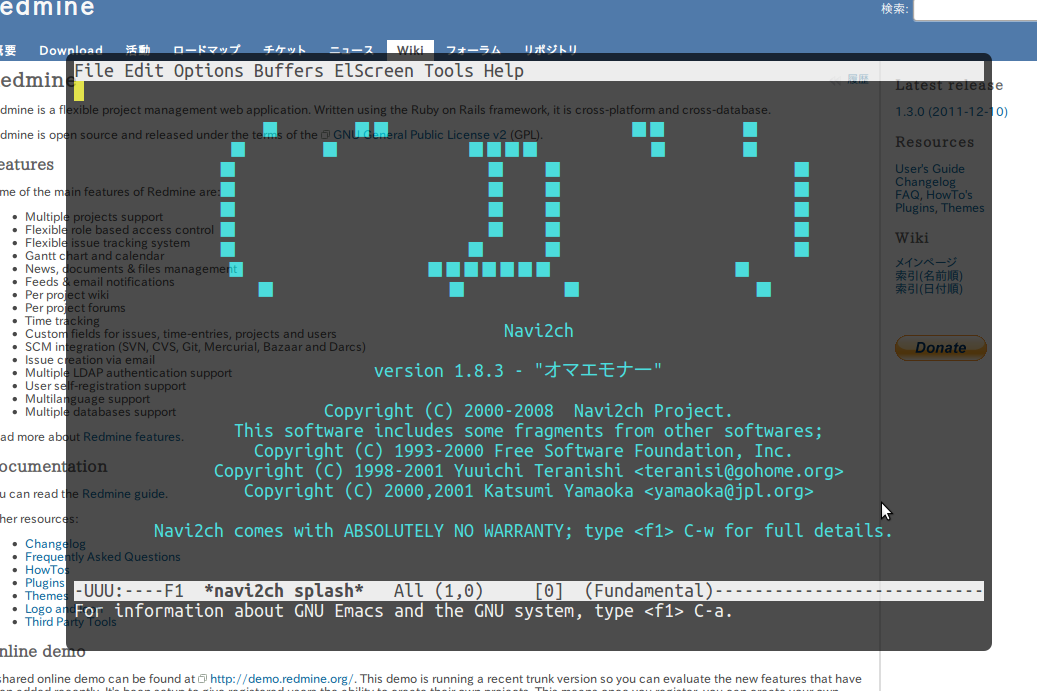 edmine
検索:
概要 Download 活動 ロードマップ チケット ニュース Wiki フォーラム リポジトリ
File Edit Options Buffers ElScreen Tools Help
edmine
履歴
dmine is a flexible project management web application. Written using the Ruby on Rails framework, it is cross-platform and cross-database.
dmine is open source and released under the terms of the GNU General Public License v2 (GPL).
eatures
me of the main features of Redmine are:
Multiple projects support
Flexible role based access control
Flexible issue tracking system
Gantt chart and calendar
News, documents & files management
Feeds & email notifications
Per project wiki
Per project forums
Time tracking
Custom fields for issues, time-entries, projects and users
SCM integration (SVN, CVS, Git, Mercurial, Bazaar and Darcs)
Issue creation via email
Multiple LDAP authentication support
User self-registration support
Multilanguage support
Multiple databases support
ad more about Redmine features.
ocumentation
u can read the Redmine guide.
her resources:
Changelog
Frequently Asked Questions
HowTos
Plugins
Themes
Logo and
Third Party Tools
nline demo
shared online demo can be found at http://demo.redmine.org/. This demo is running a recent trunk version so you can evaluate the new features that have
Latest release
1.3.0 (2011-12-10)
Resources
User's Guide
Changelog
FAQ, HowTo's
Plugins, Themes
Wiki
メインページ
索引(名前順)
索引(日付順)
Donate
Navi2ch
version 1.8.3 - "オマエモナー"
Copyright (C) 2000-2008 Navi2ch Project.
This software includes some fragments from other softwares;
Copyright (C) 1993-2000 Free Software Foundation, Inc.
Copyright (C) 1998-2001 Yuuichi Teranishi <teranisi@gohome.org>
Copyright (C) 2000,2001 Katsumi Yamaoka <yamaoka@jpl.org>
Navi2ch comes with ABSOLUTELY NO WARRANTY; type <f1> C-w for full details.
-UUU:----F1 *navi2ch splash* All (1,0) [0] (Fundamental)---------------------------
For information about GNU Emacs and the GNU system, type <f1> C-a.